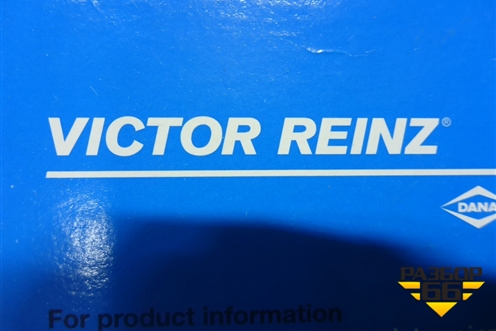 VICTOR REINZ®
DANA
For product information
РАЗБОР
66